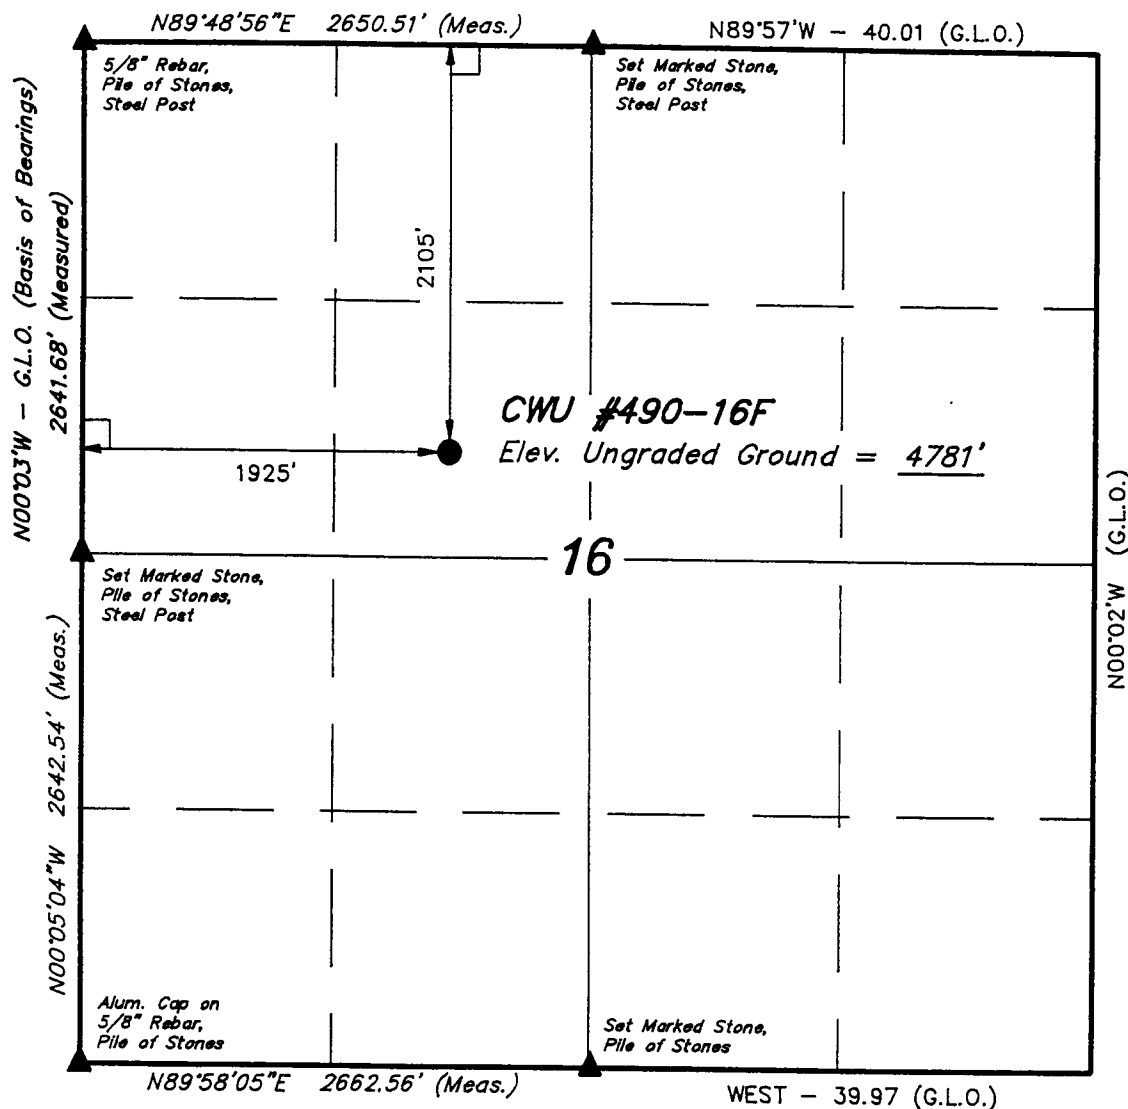 N89°48'56"E 2650.51' (Meas.)
N89°57'W – 40.01 (G.L.O.)
5/8" Rebar,
Pile of Stones,
Steel Post
Set Marked Stone,
Pile of Stones,
Steel Post
N00°03'W – G.L.O. (Basis of Bearings)
2641.68' (Measured)
2105'
CWU #490-16F
Elev. Ungraded Ground = 4781'
1925'
16
N00°02'W (G.L.O.)
Set Marked Stone,
Pile of Stones,
Steel Post
N00°05'04"W 2642.54' (Meas.)
Alum. Cap on
5/8" Rebar,
Pile of Stones
Set Marked Stone,
Pile of Stones
N89°58'05"E 2662.56' (Meas.)
WEST – 39.97 (G.L.O.)